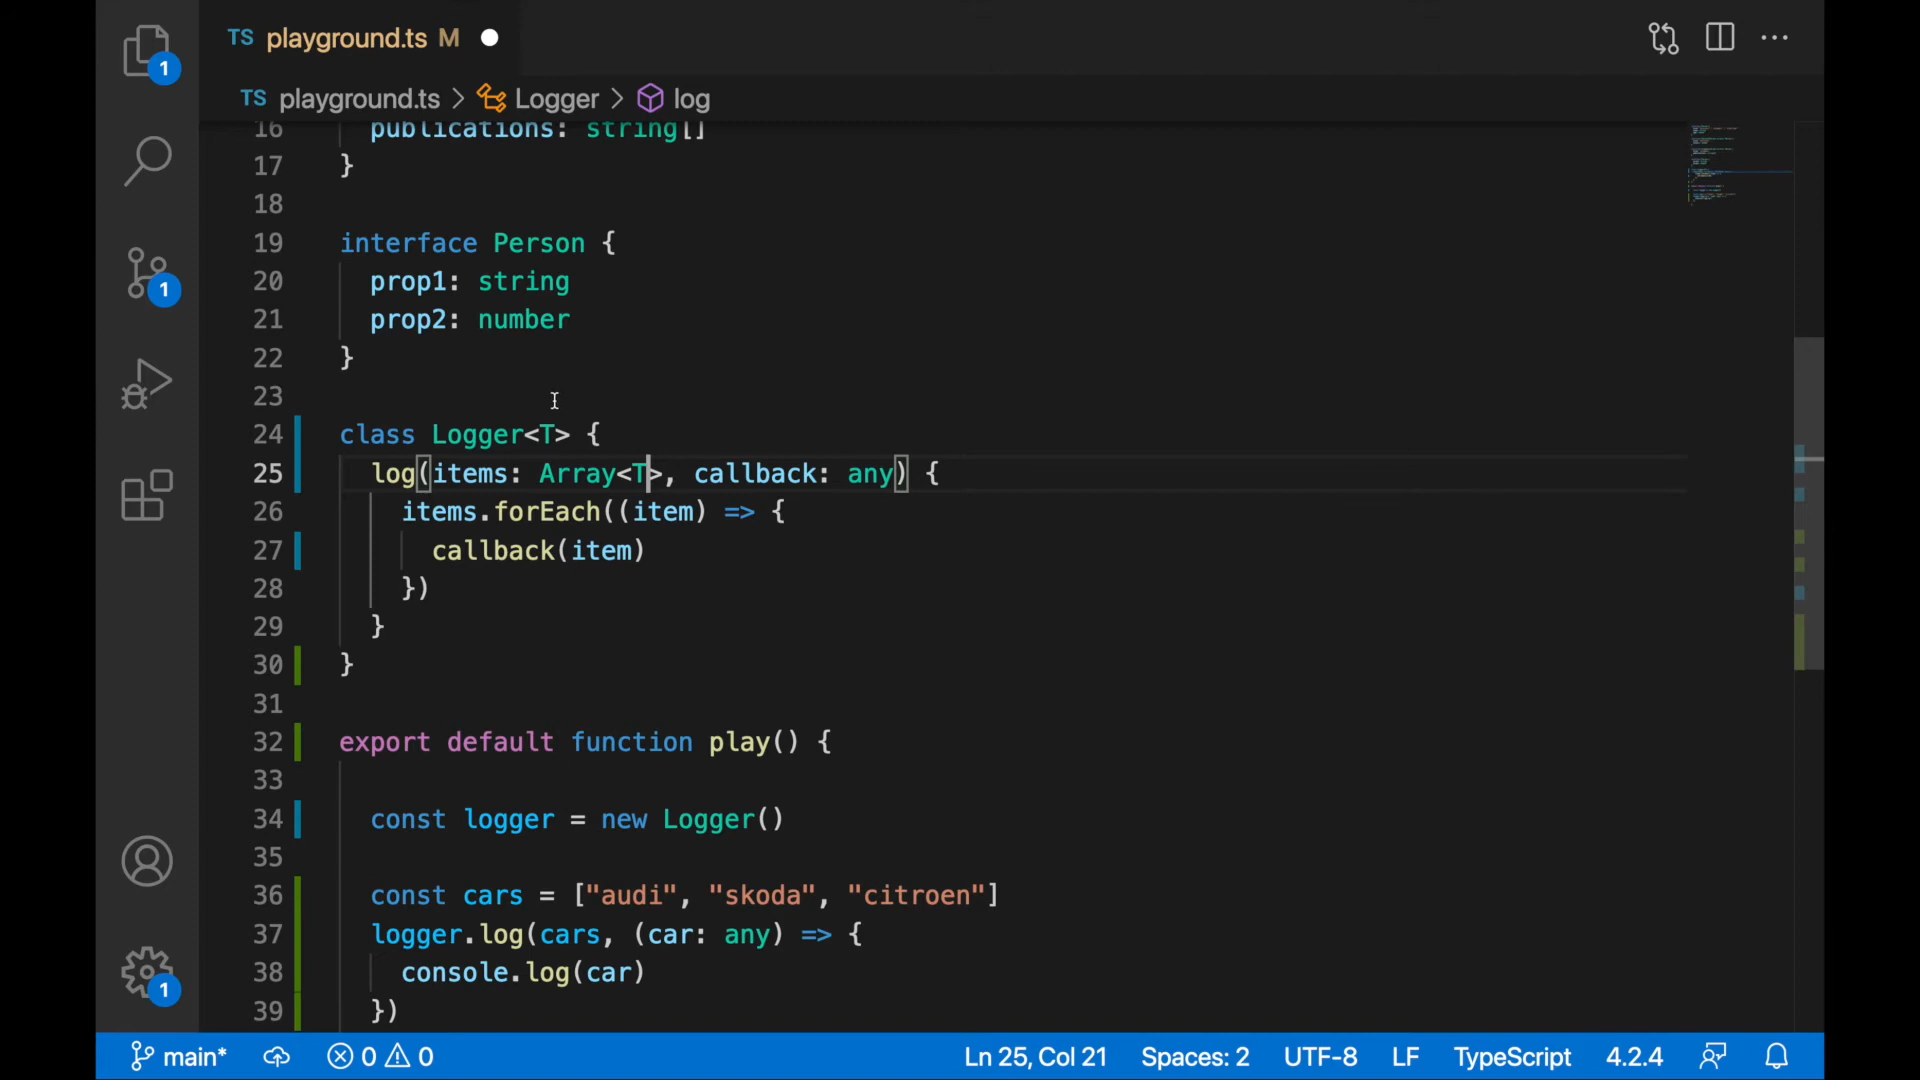 TS playground.ts M
TS playground.ts > Logger > log
16 publications: string[]
17 }
18
19 interface Person {
20 prop1: string
21 prop2: number
22 }
23
24 class Logger<T> {
25 log(items: Array<T>, callback: any) {
26 items.forEach((item) => {
27 callback(item)
28 })
29 }
30 }
31
32 export default function play() {
33
34 const logger = new Logger()
35
36 const cars = ["audi", "skoda", "citroen"]
37 logger.log(cars, (car: any) => {
38 console.log(car)
39 })
1
1
1
main* 0 0 Ln 25, Col 21 Spaces: 2 UTF-8 LF TypeScript 4.2.4